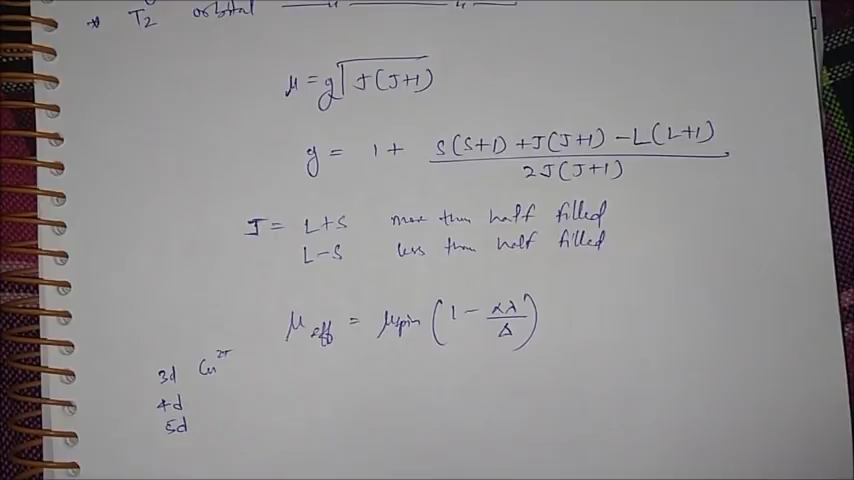 * T₂ orbital
μ = g√J(J+1)
g = 1 + S(S+1) + J(J+1) - L(L+1) / 2J(J+1)
J = L+S more than half filled
L-S less than half filled
μeff = μspin (1 - αλ/Δ)
3d Cu²⁺
4d
5d